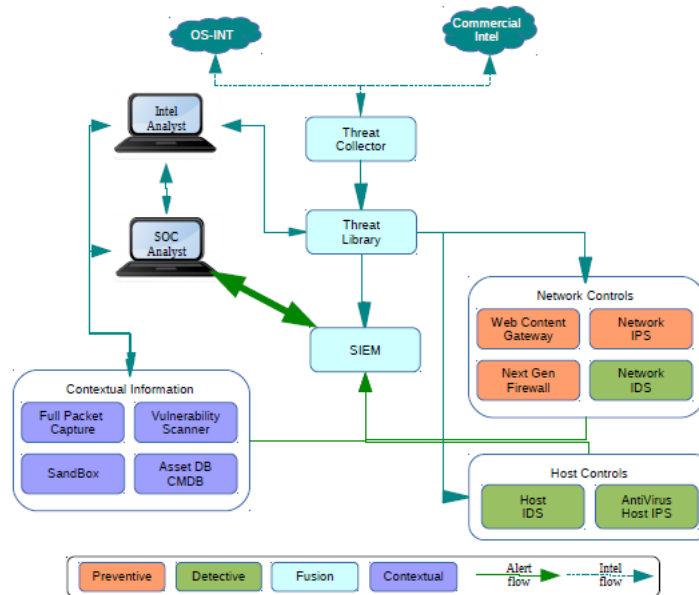 OS-INT
Commercial
Intel
Intel
Analyst
Threat
Collector
SOC
Analyst
Threat
Library
SIEM
Network Controls
Web Content
Gateway
Network
IPS
Next Gen
Firewall
Network
IDS
Contextual Information
Full Packet
Capture
Vulnerability
Scanner
SandBox
Asset DB
CMDB
Host Controls
Host
IDS
AntiVirus
Host IPS
Preventive
Detective
Fusion
Contextual
Alert
flow
Intel
flow